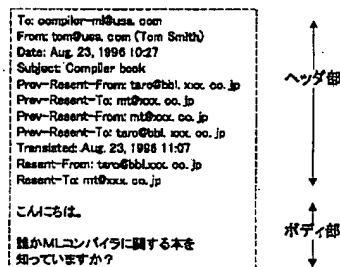 To: compiler-ml@usa. com
From: tom@usa. com (Tom Smith)
Date: Aug. 23, 1996 10:27
Subject: Compiler book
Prev-Resent-From: taro@bbl. xxx. co. jp
Prev-Resent-To: mt@xxx. co. jp
Prev-Resent-From: mt@xxx. co. jp
Prev-Resent-To: taro@bbl. xxx. co. jp
Translated: Aug. 23, 1996 11:07
Resent-From: taro@bbl.xxx. co. jp
Resent-To: mt@xxx. co. jp
ヘッダ部
こんにちは。
誰かMLコンパイラに関する本を
知っていますか?
ボディ部